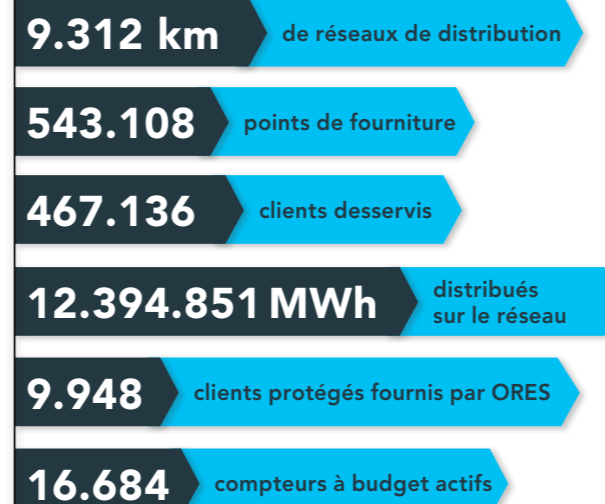 9.312 km de réseaux de distribution
543.108 points de fourniture
467.136 clients desservis
12.394.851 MWh distribués
sur le réseau
9.948 clients protégés fournis par ORES
16.684 compteurs à budget actifs